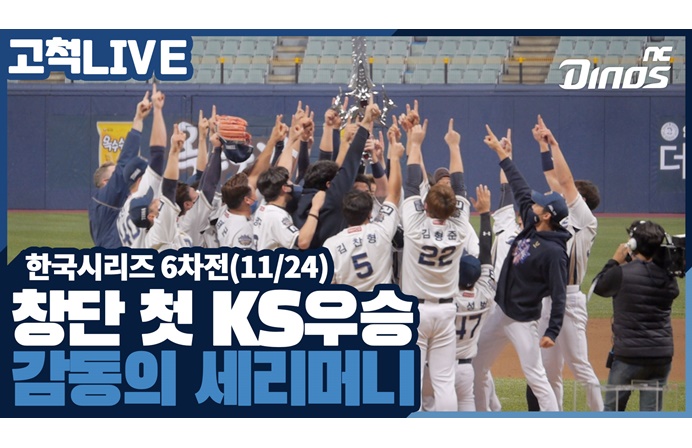 고척LIVE
NC
DINOS
김찬형
5
김형준
22
47
한국시리즈 6차전(11/24)
창단 첫 KS우승
감동의 세리머니